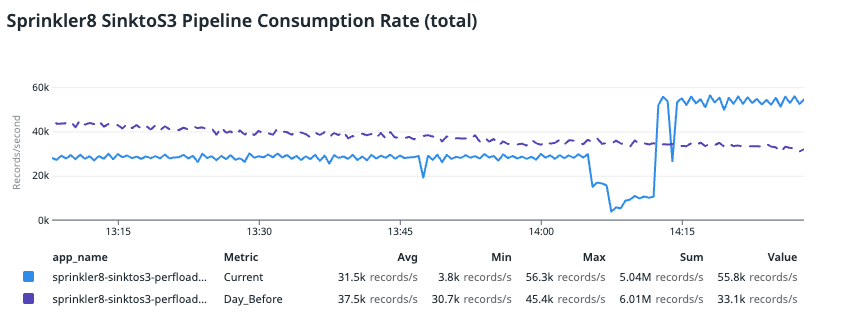 Sprinkler8 SinktoS3 Pipeline Consumption Rate (total)
60k
40k
20k
0k
Records/second
13:15 13:30 13:45 14:00 14:15
app_name Metric Avg Min Max Sum Value
sprinkler8-sinktos3-perfload... Current 31.5k records/s 3.8k records/s 56.3k records/s 5.04M records/s 55.8k records/s
sprinkler8-sinktos3-perfload... Day_Before 37.5k records/s 30.7k records/s 45.4k records/s 6.01M records/s 33.1k records/s